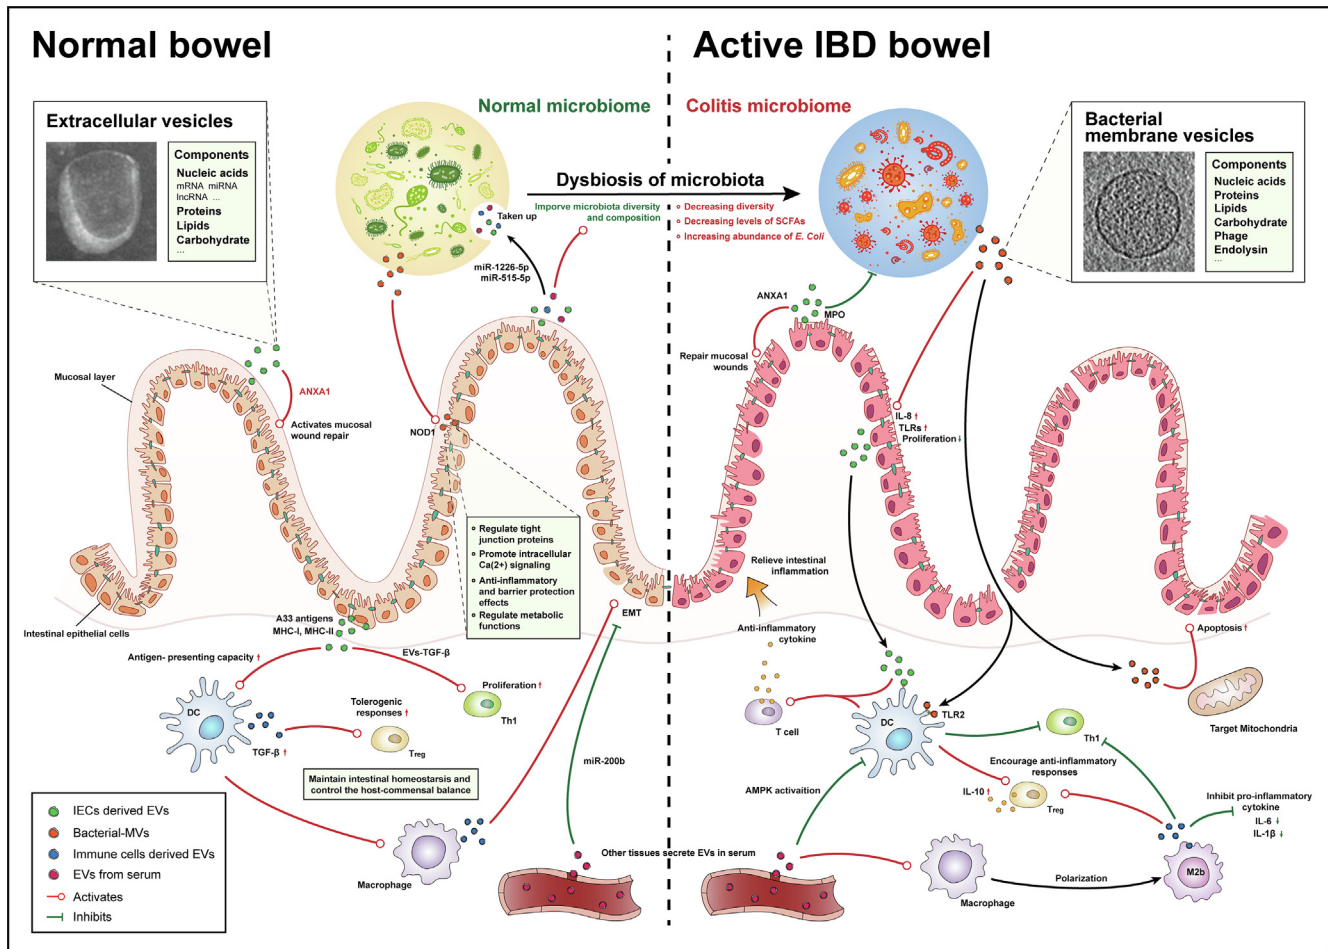 Normal bowel
Active IBD bowel
Normal microbiome
Colitis microbiome
Extracellular vesicles
Components
Nucleic acids
mRNA miRNA
lncRNA ...
Proteins
Lipids
Carbohydrate
...
Bacterial
membrane vesicles
Components
Nucleic acids
Proteins
Lipids
Carbohydrate
Phage
Endolysin
...
Dysbiosis of microbiota
Taken up
Imporve microbiota diversity
and composition
Decreasing diversity
Decreasing levels of SCFAs
Increasing abundance of E. Coli
miR-1226-5p
miR-515-5p
ANXA1
MPO
Repair mucosal
wounds
Mucosal layer
ANXA1
Activates mucosal
wound repair
NOD1
IL-8 ↑
TLRs ↑
Proliferation ↓
Regulate tight
junction proteins
Promote intracellular
Ca(2+) signaling
Anti-inflammatory
and barrier protection
effects
Regulate metabolic
functions
Relieve intestinal
inflammation
Intestinal epithelial cells
A33 antigens
MHC-I, MHC-II
EMT
Anti-inflammatory
cytokine
Apoptosis ↑
Antigen- presenting capacity ↑
EVs-TGF-β
Proliferation ↑
Th1
DC
Tolerogenic
responses ↑
Treg
TGF-β ↑
T cell
DC
TLR2
Th1
Target Mitochondria
miR-200b
Maintain intestinal homeostarsis and
control the host-commensal balance
Encourage anti-inflammatory
responses
IL-10 ↑
Treg
AMPK activaition
Inhibit pro-inflammatory
cytokine
IL-6 ↓
IL-1β ↓
IECs derived EVs
Bacterial-MVs
Immune cells derived EVs
EVs from serum
Activates
Inhibits
Macrophage
Other tissues secrete EVs in serum
Macrophage
Polarization
M2b